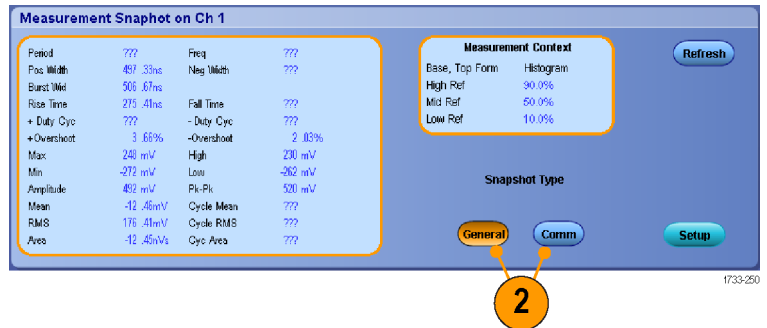 Measurement Snaphot on Ch 1
Period ??? Freq ???
Pos Width 497 .33ns Neg Width ???
Burst Wid 506 .67ns
Rise Time 275 .41ns Fall Time ???
+ Duty Cyc ??? - Duty Cyc ???
+Overshoot 3 .66% -Overshoot 2 .03%
Max 248 mV High 230 mV
Min -272 mV Low -262 mV
Amplitude 492 mV Pk-Pk 520 mV
Mean -12 .46mV Cycle Mean ???
RMS 176 .41mV Cycle RMS ???
Area -12 .45nVs Cyc Area ???
Measurement Context
Base, Top Form Histogram
High Ref 90.0%
Mid Ref 50.0%
Low Ref 10.0%
Refresh
Snapshot Type
General Comm Setup
1733-250
2